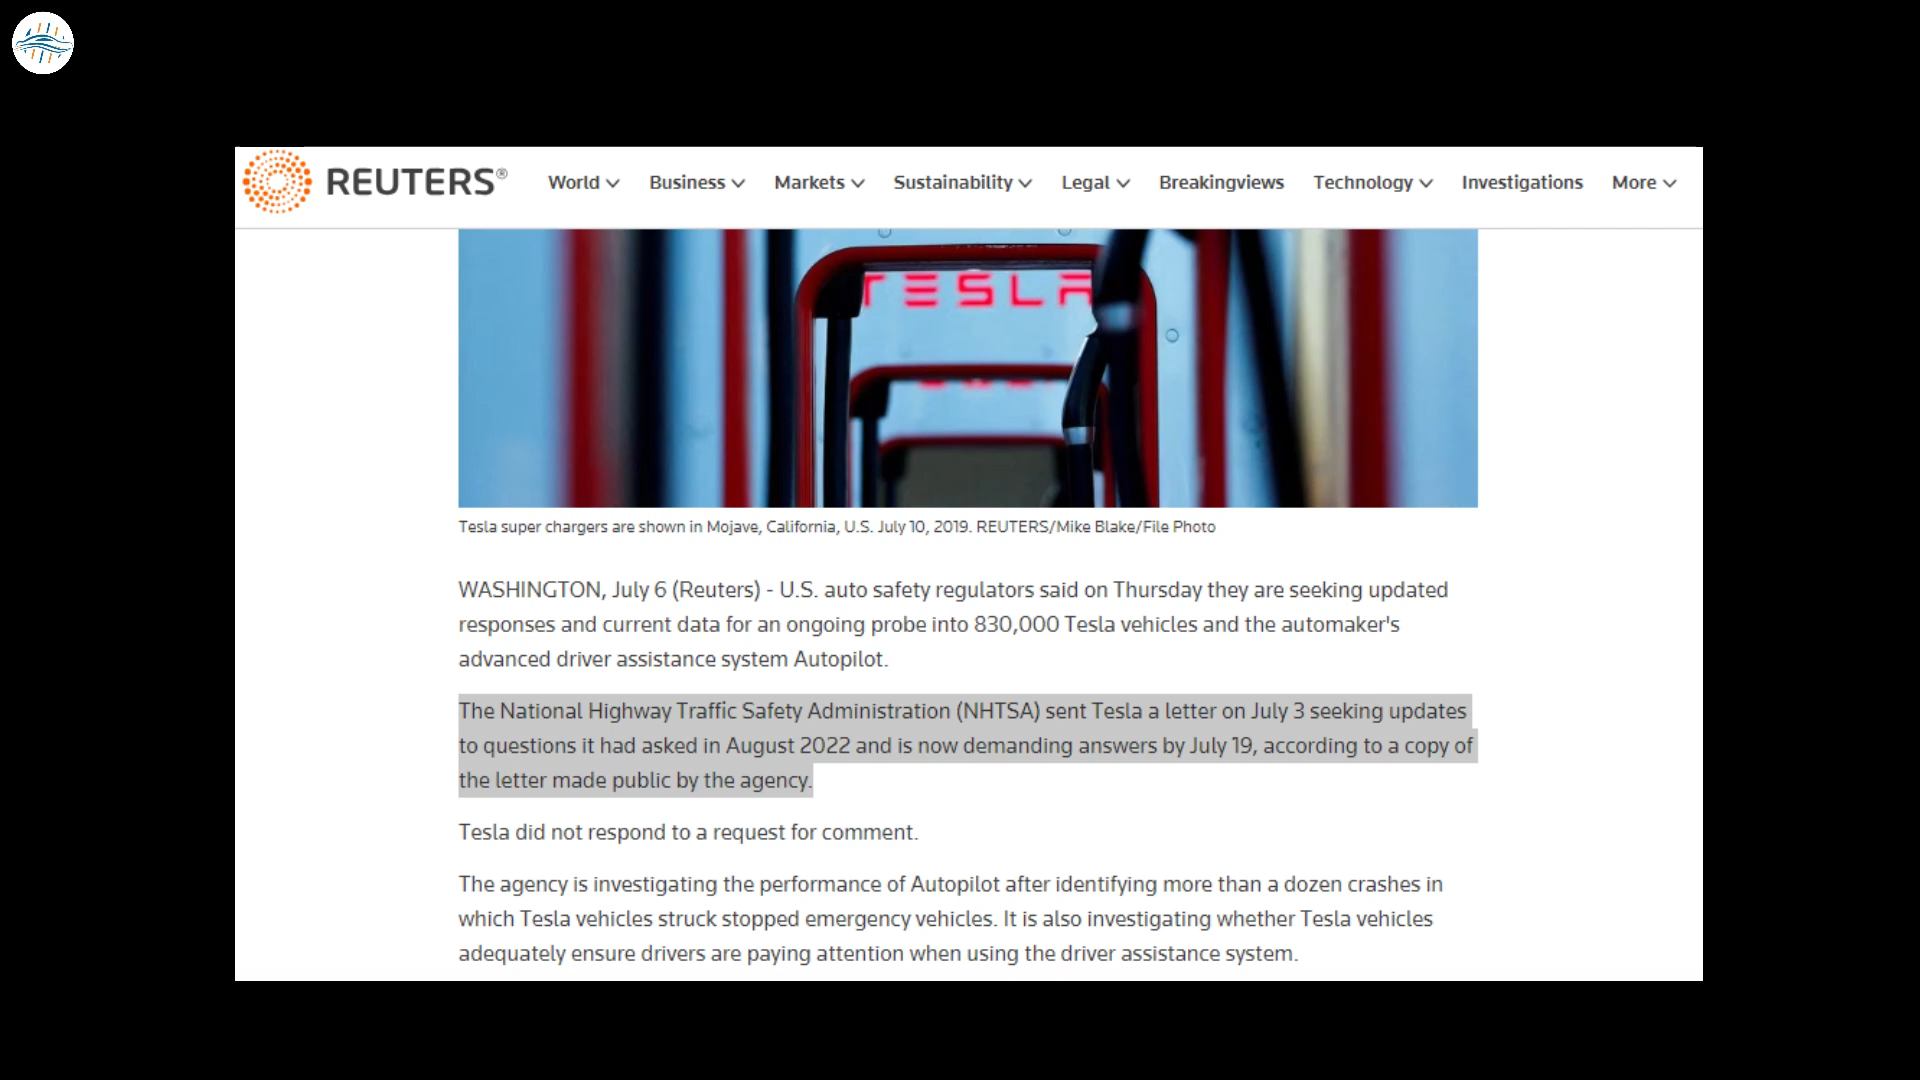 REUTERS®
World
Business
Markets
Sustainability
Legal
Breakingviews
Technology
Investigations
More
TESLA
Tesla super chargers are shown in Mojave, California, U.S. July 10, 2019. REUTERS/Mike Blake/File Photo
WASHINGTON, July 6 (Reuters) - U.S. auto safety regulators said on Thursday they are seeking updated
responses and current data for an ongoing probe into 830,000 Tesla vehicles and the automaker's
advanced driver assistance system Autopilot.
The National Highway Traffic Safety Administration (NHTSA) sent Tesla a letter on July 3 seeking updates
to questions it had asked in August 2022 and is now demanding answers by July 19, according to a copy of
the letter made public by the agency.
Tesla did not respond to a request for comment.
The agency is investigating the performance of Autopilot after identifying more than a dozen crashes in
which Tesla vehicles struck stopped emergency vehicles. It is also investigating whether Tesla vehicles
adequately ensure drivers are paying attention when using the driver assistance system.